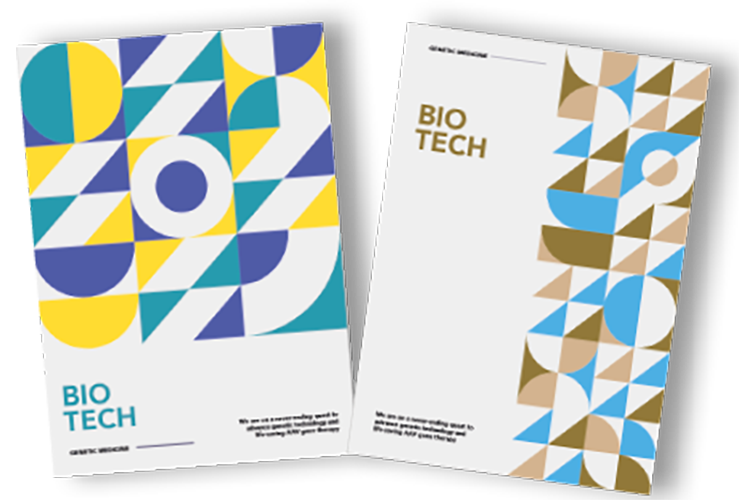 BIO
TECH
GENETIC MEDICINE
We are on a never-ending quest to
advance genetic technology and
life-saving AAV gene therapy
GENETIC MEDICINE
BIO
TECH
We are on a never-ending quest to
advance genetic technology and
life-saving AAV gene therapy